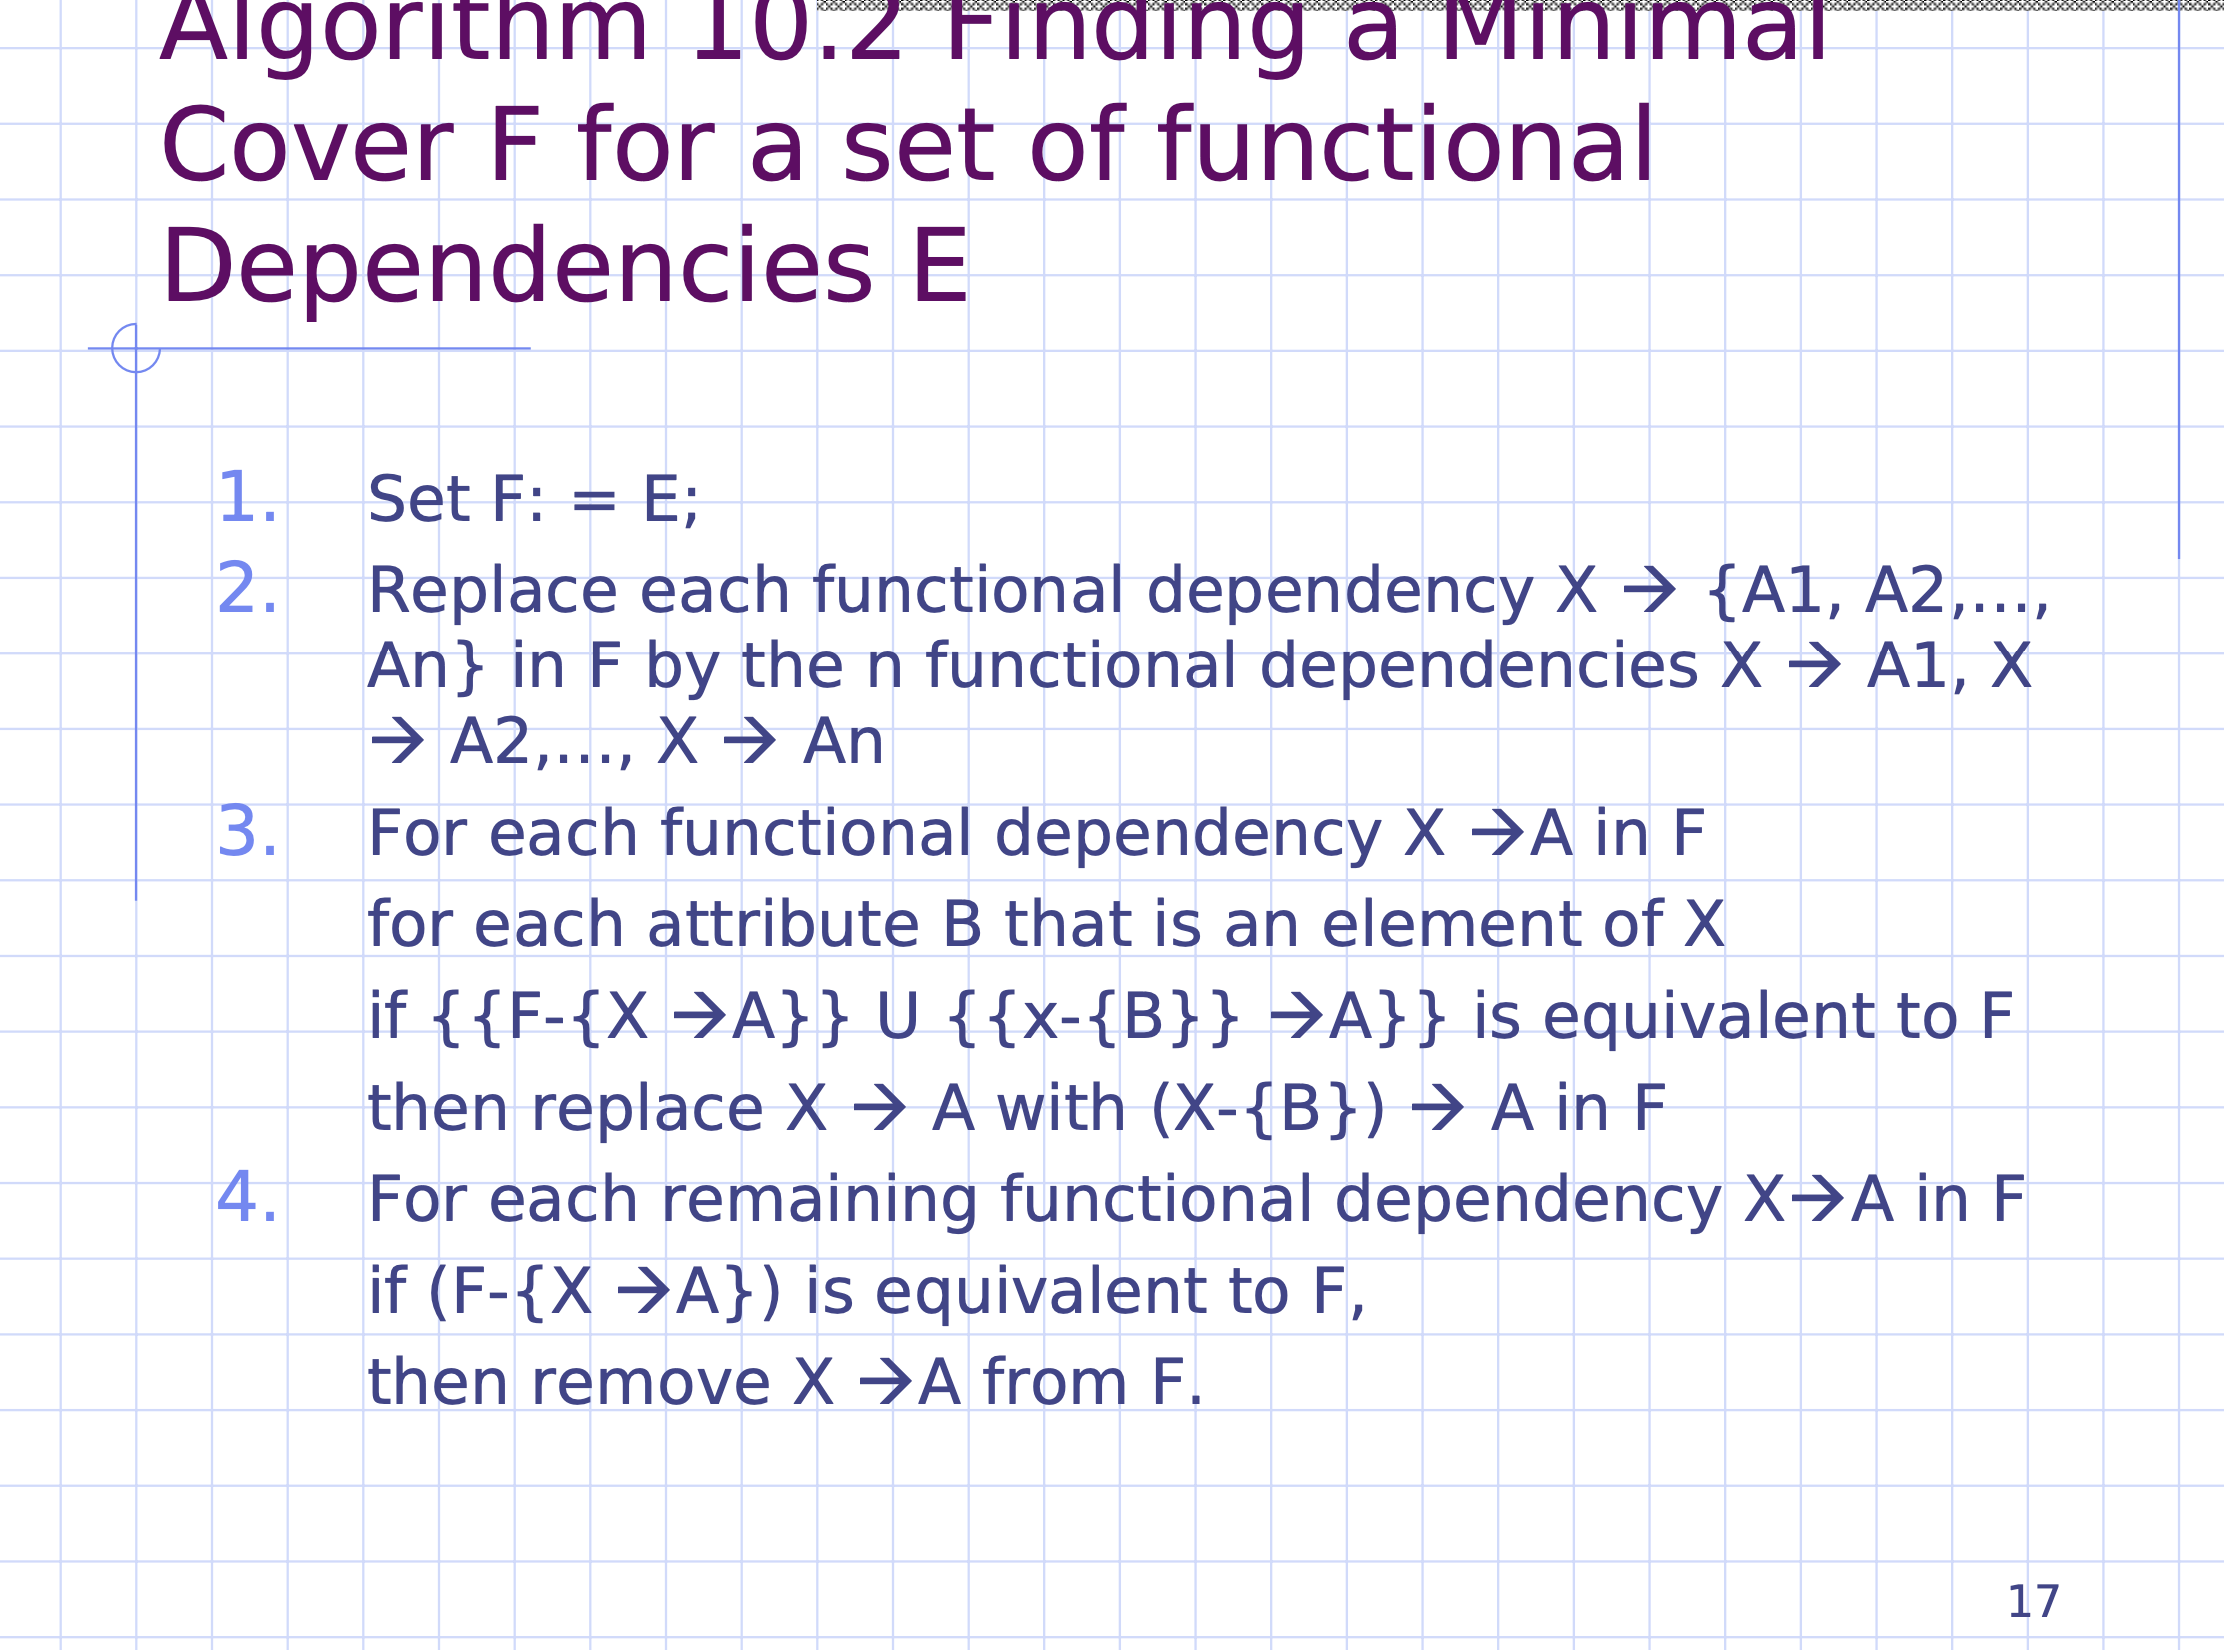 Algorithm 10.2 Finding a Minimal
Cover F for a set of functional
Dependencies E
1. Set F: = E;
2. Replace each functional dependency X → {A1, A2,…,
An} in F by the n functional dependencies X → A1, X
→ A2,…, X → An
3. For each functional dependency X →A in F
for each attribute B that is an element of X
if {{F-{X →A}} U {{x-{B}} →A}} is equivalent to F
then replace X → A with (X-{B}) → A in F
4. For each remaining functional dependency X→A in F
if (F-{X →A}) is equivalent to F,
then remove X →A from F.
17